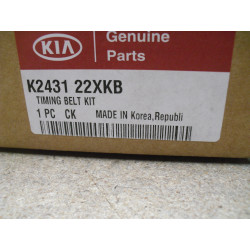 KIA
Genuine
Parts
K2431 22XKB
TIMING BELT KIT
1 PC CK MADE IN Korea, Republi